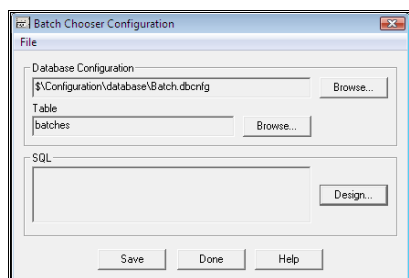 Batch Chooser Configuration
File
Database Configuration
$\Configuration\database\Batch.dbcnfg
Browse...
Table
batches
Browse...
SQL
Design...
Save
Done
Help